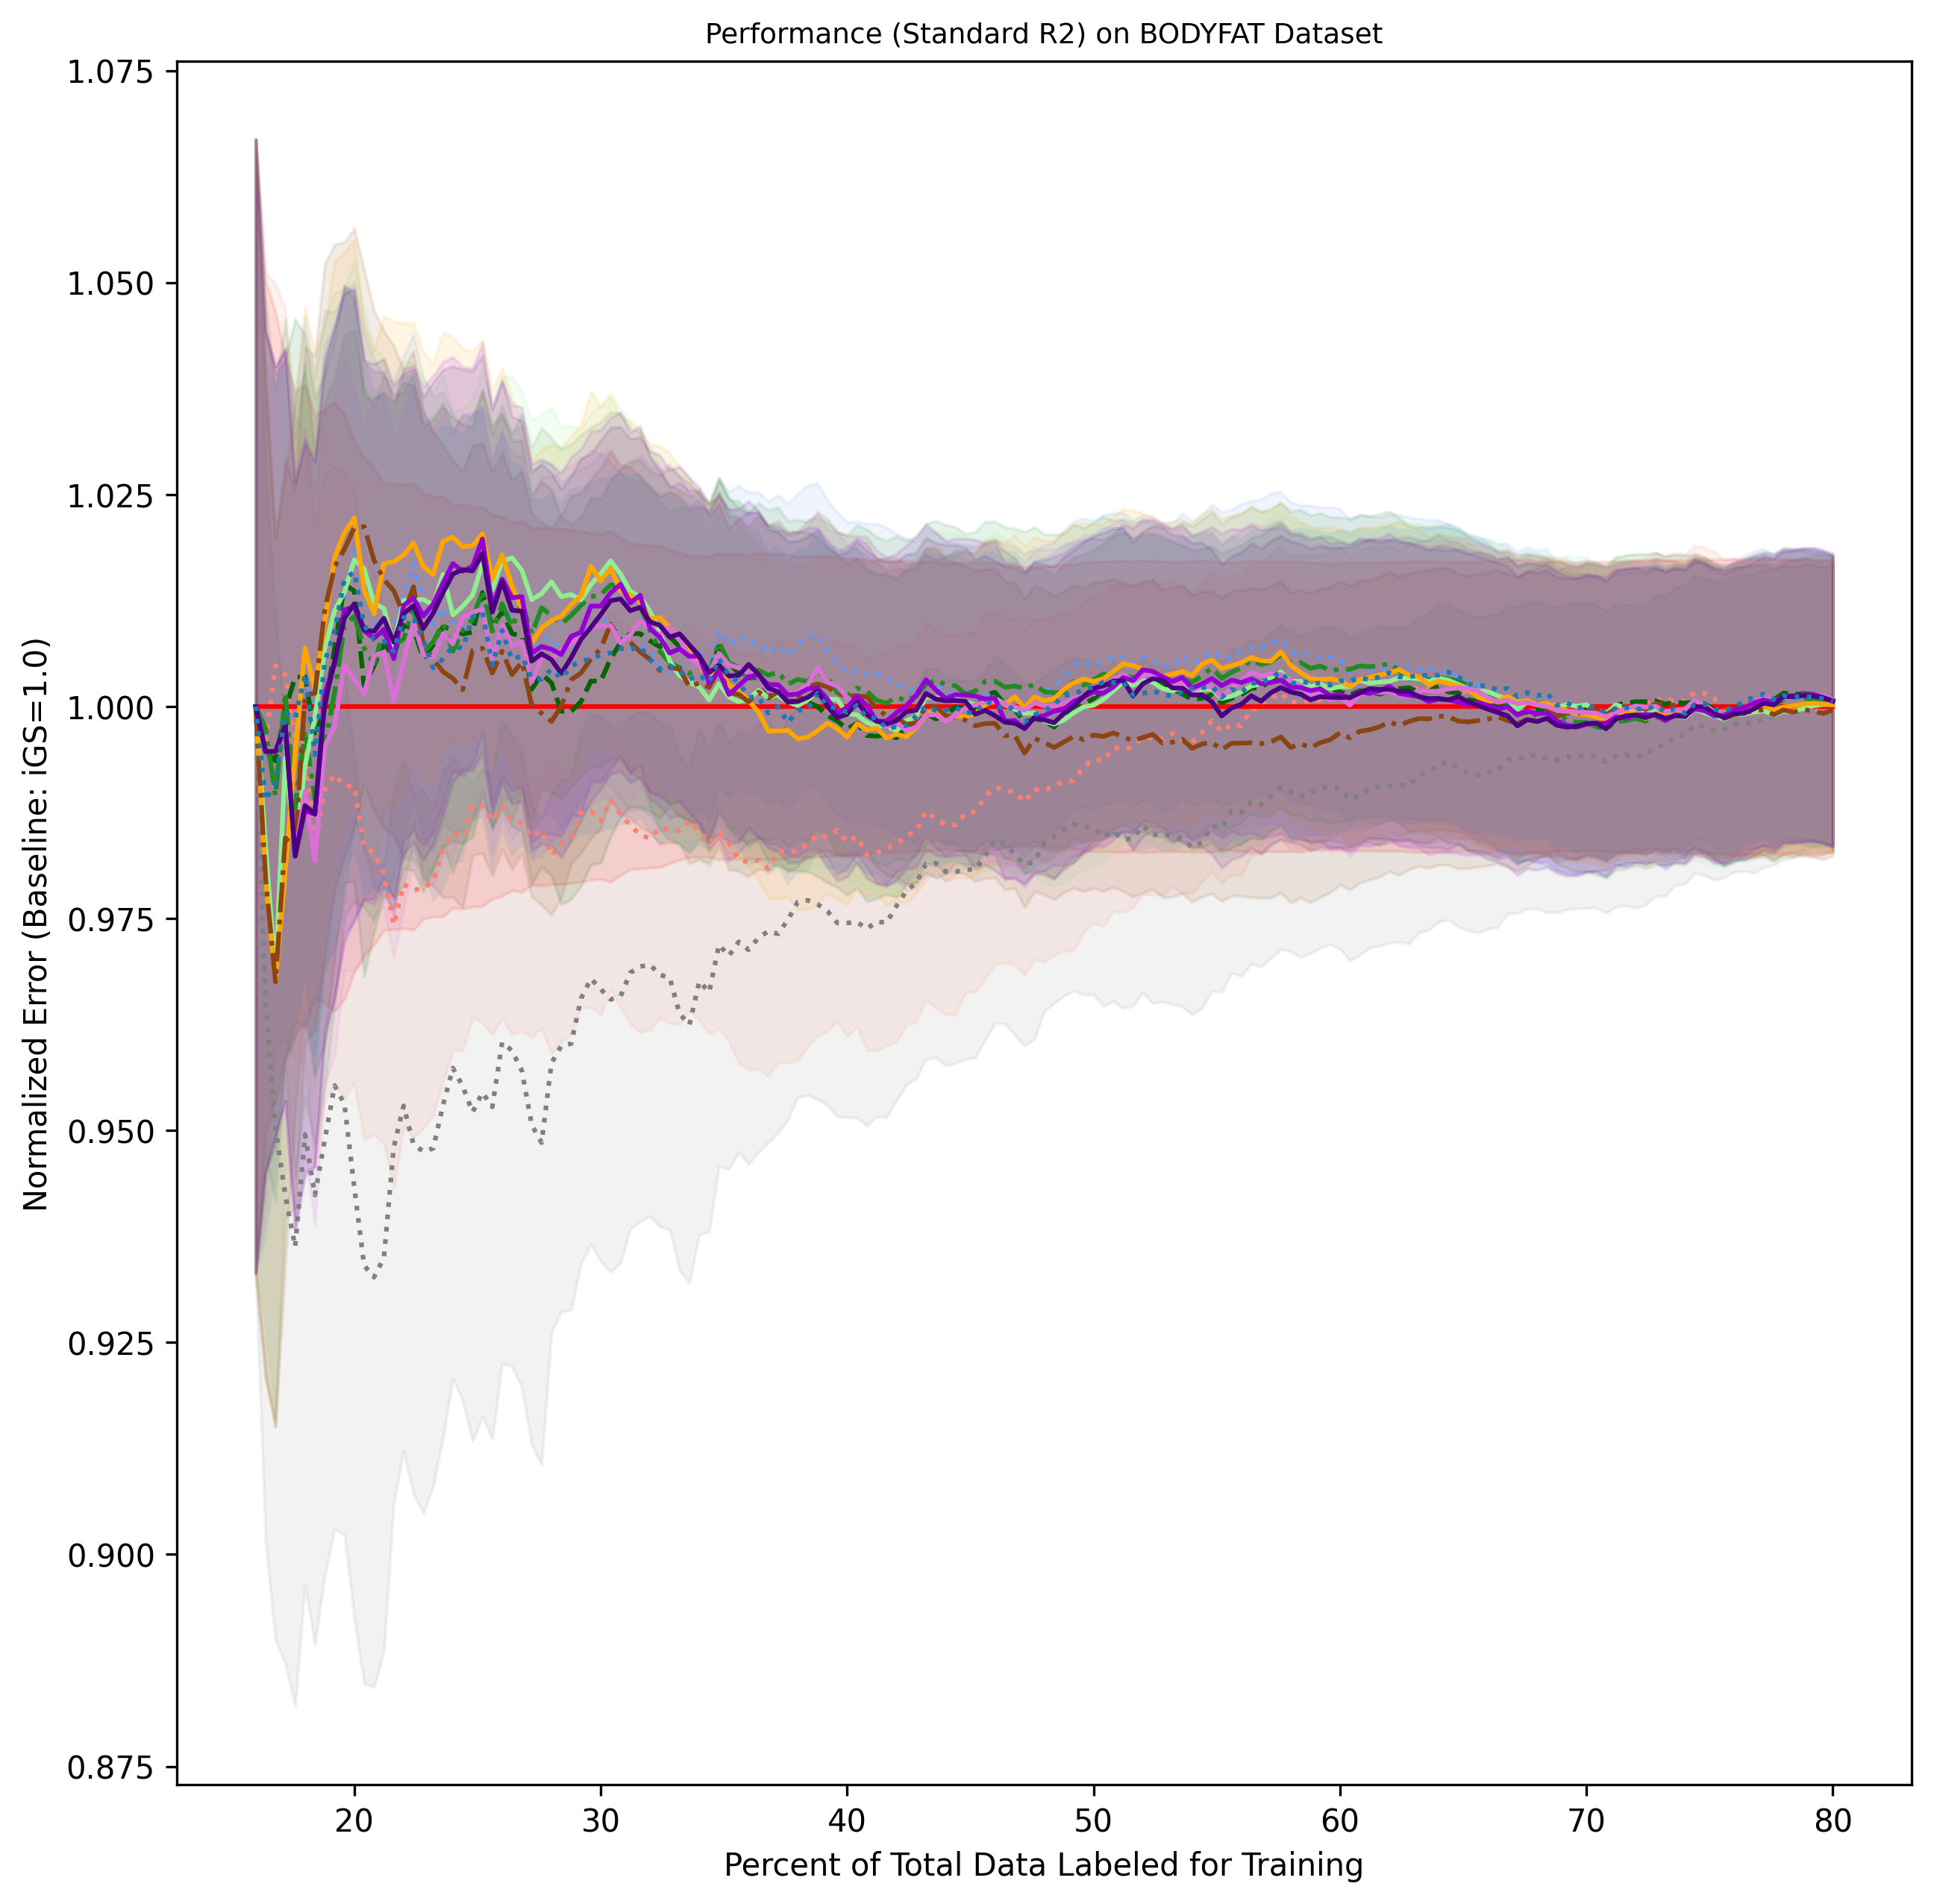 Performance (Standard R2) on BODYFAT Dataset
Normalized Error (Baseline: iGS=1.0)
1.075
1.050
1.025
1.000
0.975
0.950
0.925
0.900
0.875
20 30 40 50 60 70 80
Percent of Total Data Labeled for Training